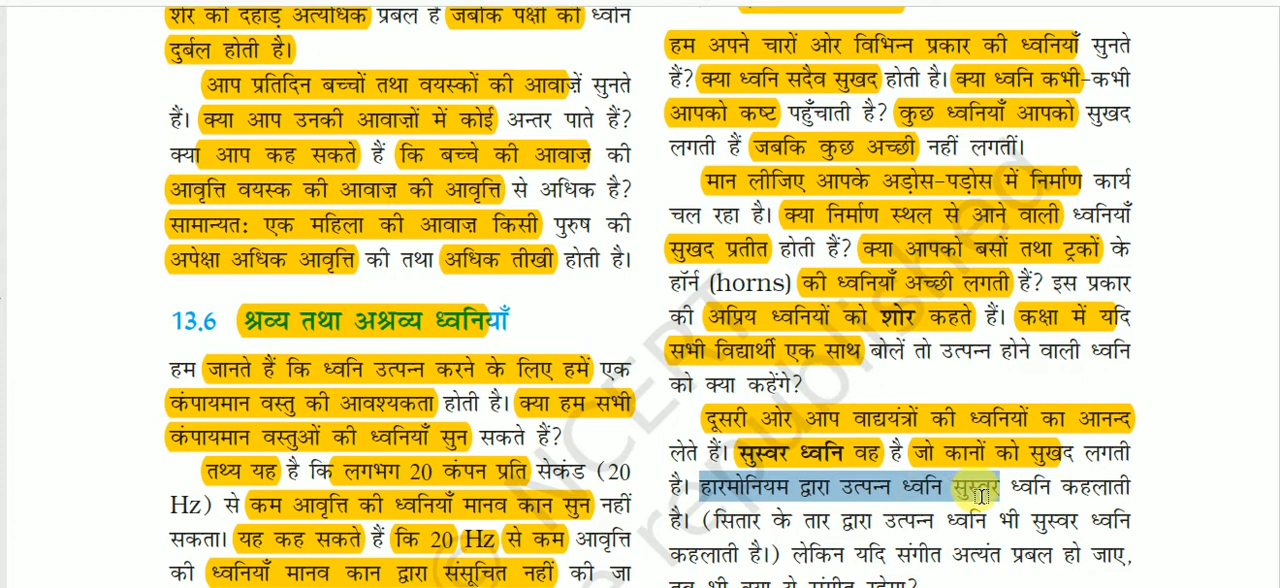 शेर की दहाड़ अत्यधिक प्रबल है जबकि पक्षी की ध्वनि
दुर्बल होती है।
आप प्रतिदिन बच्चों तथा वयस्कों की आवाज़ें सुनते
हैं। क्या आप उनकी आवाज़ों में कोई अन्तर पाते हैं?
क्या आप कह सकते हैं कि बच्चे की आवाज़ की
आवृत्ति वयस्क की आवाज़ की आवृत्ति से अधिक है?
सामान्यत: एक महिला की आवाज़ किसी पुरुष की
अपेक्षा अधिक आवृत्ति की तथा अधिक तीखी होती है।
13.6 श्रव्य तथा अश्रव्य ध्वनियाँ
हम जानते हैं कि ध्वनि उत्पन्न करने के लिए हमें एक
कंपायमान वस्तु की आवश्यकता होती है। क्या हम सभी
कंपायमान वस्तुओं की ध्वनियाँ सुन सकते हैं?
तथ्य यह है कि लगभग 20 कंपन प्रति सेकंड (20
Hz) से कम आवृत्ति की ध्वनियाँ मानव कान सुन नहीं
सकता। यह कह सकते हैं कि 20 Hz से कम आवृत्ति
की ध्वनियाँ मानव कान द्वारा संसूचित नहीं की जा
हम अपने चारों ओर विभिन्न प्रकार की ध्वनियाँ सुनते
हैं? क्या ध्वनि सदैव सुखद होती है। क्या ध्वनि कभी-कभी
आपको कष्ट पहुँचाती है? कुछ ध्वनियाँ आपको सुखद
लगती हैं जबकि कुछ अच्छी नहीं लगतीं।
मान लीजिए आपके अड़ोस-पड़ोस में निर्माण कार्य
चल रहा है। क्या निर्माण स्थल से आने वाली ध्वनियाँ
सुखद प्रतीत होती हैं? क्या आपको बसों तथा ट्रकों के
हॉर्न (horns) की ध्वनियाँ अच्छी लगती हैं? इस प्रकार
की अप्रिय ध्वनियों को शोर कहते हैं। कक्षा में यदि
सभी विद्यार्थी एक साथ बोलें तो उत्पन्न होने वाली ध्वनि
को क्या कहेंगे?
दूसरी ओर आप वाद्ययंत्रों की ध्वनियों का आनन्द
लेते हैं। सुस्वर ध्वनि वह है जो कानों को सुखद लगती
है। हारमोनियम द्वारा उत्पन्न ध्वनि सुस्वर ध्वनि कहलाती
है। (सितार के तार द्वारा उत्पन्न ध्वनि भी सुस्वर ध्वनि
कहलाती है।) लेकिन यदि संगीत अत्यंत प्रबल हो जाए,
तब भी क्या ये संगीत रहेगा?
© NCERT
republished